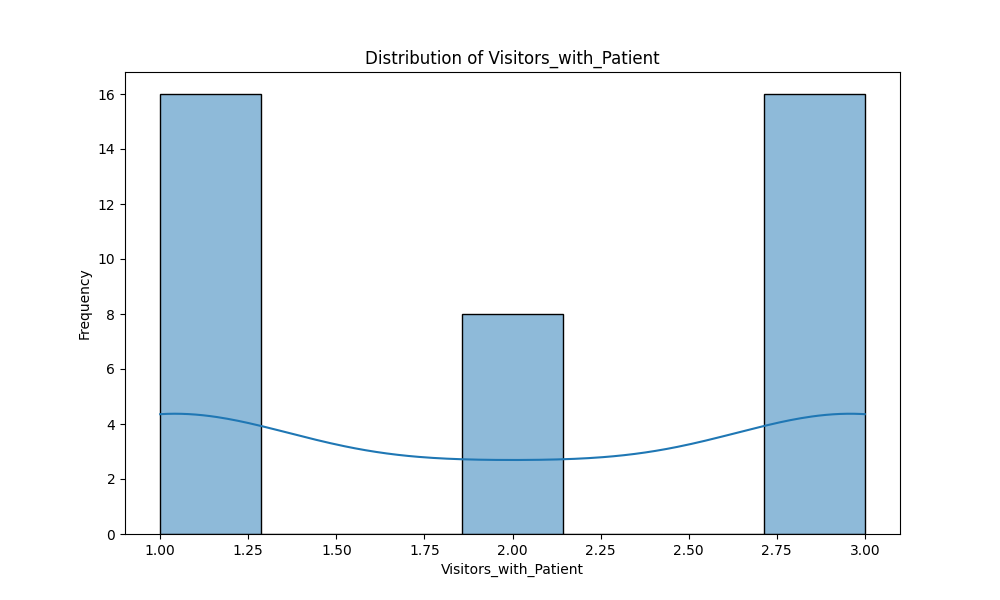 Distribution of Visitors_with_Patient
16
14
12
10
8
6
4
2
0
Frequency
1.00 1.25 1.50 1.75 2.00 2.25 2.50 2.75 3.00
Visitors_with_Patient